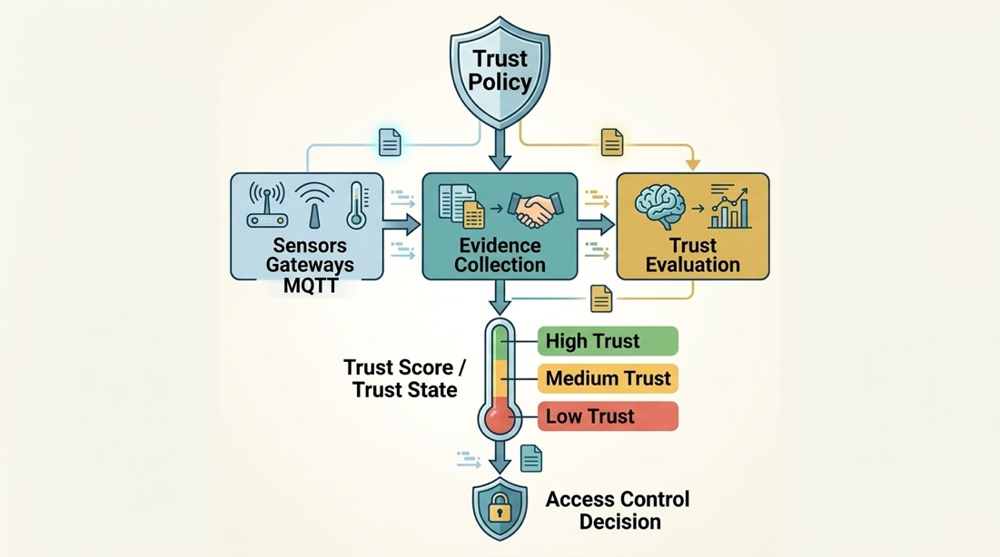 Trust
Policy
Sensors
Gateways
MQTT
Evidence
Collection
Trust
Evaluation
Trust Score /
Trust State
High Trust
Medium Trust
Low Trust
Access Control
Decision